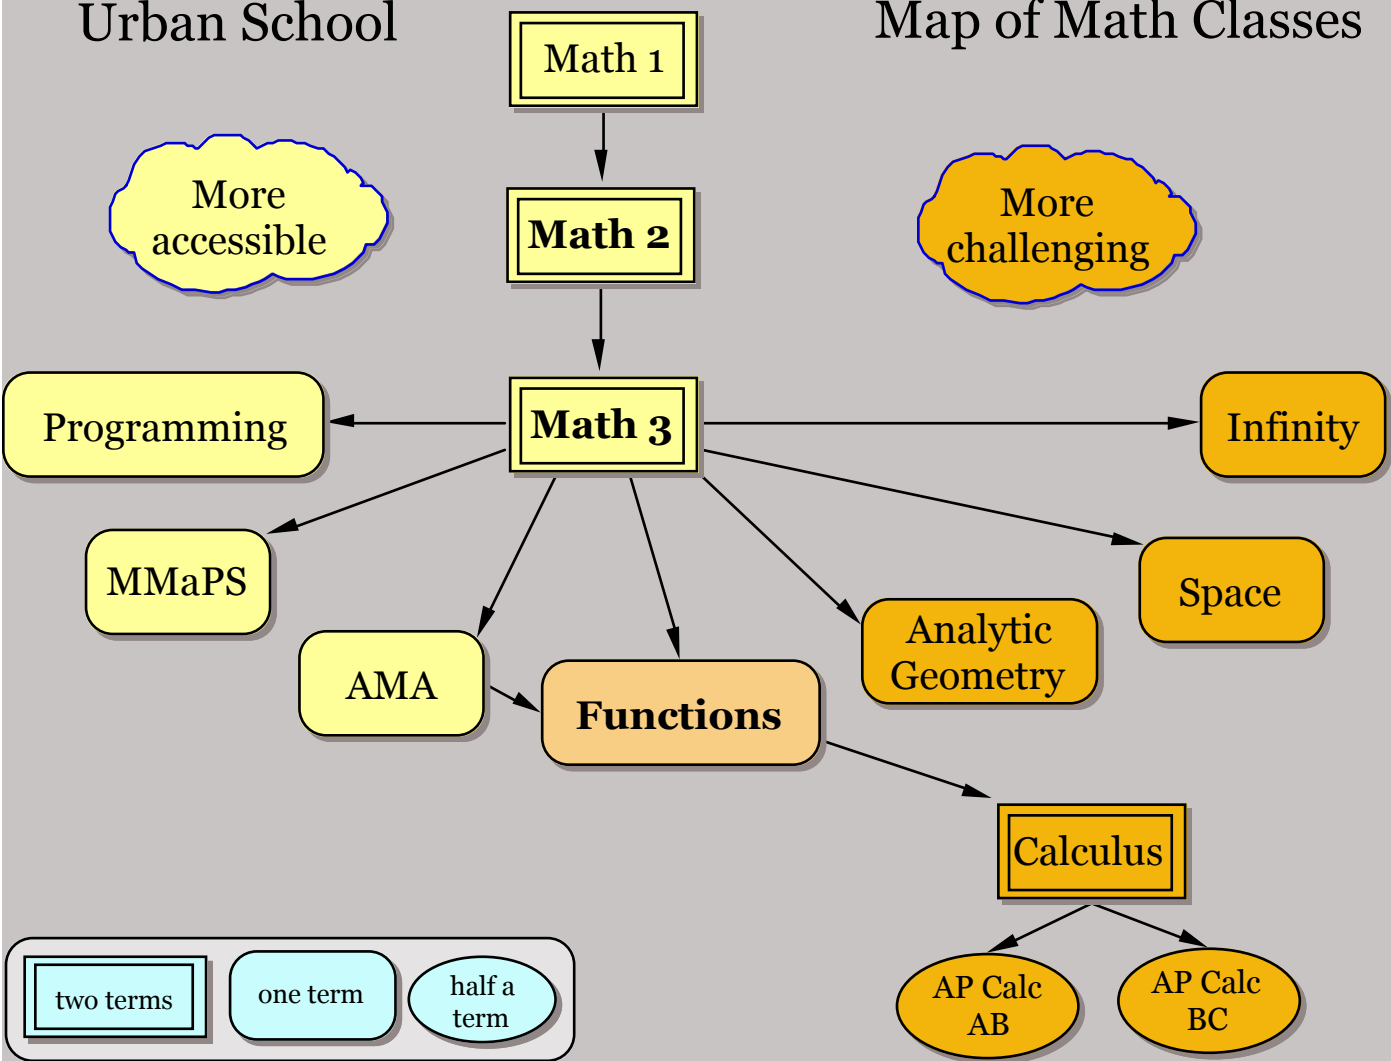 Urban School
Map of Math Classes
Math 1
More
accessible
More
challenging
Math 2
Programming
Math 3
Infinity
MMaPS
Space
AMA
Functions
Analytic
Geometry
Calculus
two terms
one term
half a
term
AP Calc
AB
AP Calc
BC